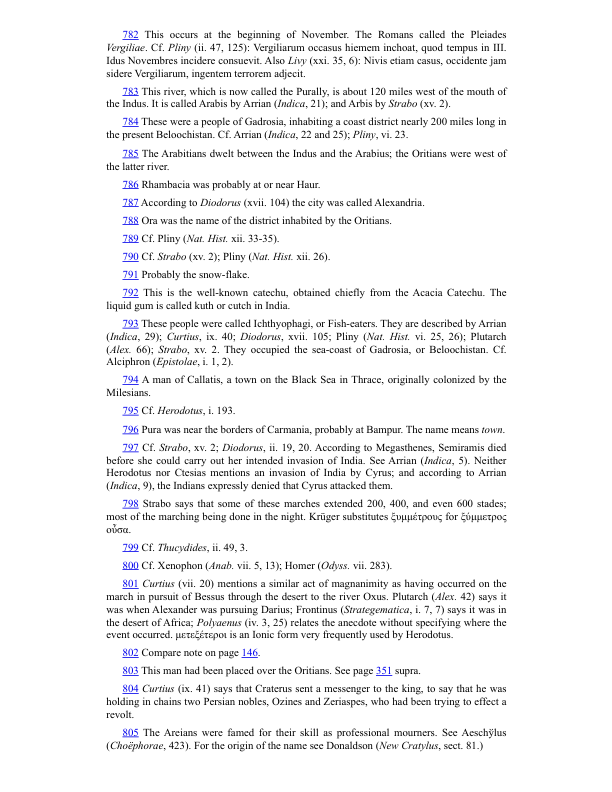 782 This occurs at the beginning of November. The Romans called the Pleiades
Vergiliae. Cf. Pliny (ii. 47, 125): Vergiliarum occasus hiemem inchoat, quod tempus in III.
Idus Novembres incidere consuevit. Also Livy (xxi. 35, 6): Nivis etiam casus, occidente jam
sidere Vergiliarum, ingentem terrorem adjecit.
783 This river, which is now called the Purally, is about 120 miles west of the mouth of
the Indus. It is called Arabis by Arrian (Indica, 21); and Arbis by Strabo (xv. 2).
784 These were a people of Gadrosia, inhabiting a coast district nearly 200 miles long in
the present Beloochistan. Cf. Arrian (Indica, 22 and 25); Pliny, vi. 23.
785 The Arabitians dwelt between the Indus and the Arabius; the Oritians were west of
the latter river.
786 Rhambacia was probably at or near Haur.
787 According to Diodorus (xvii. 104) the city was called Alexandria.
788 Ora was the name of the district inhabited by the Oritians.
789 Cf. Pliny (Nat. Hist. xii. 33-35).
790 Cf. Strabo (xv. 2); Pliny (Nat. Hist. xii. 26).
791 Probably the snow-flake.
792 This is the well-known catechu, obtained chiefly from the Acacia Catechu. The
liquid gum is called kuth or cutch in India.
793 These people were called Ichthyophagi, or Fish-eaters. They are described by Arrian
(Indica, 29); Curtius, ix. 40; Diodorus, xvii. 105; Pliny (Nat. Hist. vi. 25, 26); Plutarch
(Alex. 66); Strabo, xv. 2. They occupied the sea-coast of Gadrosia, or Beloochistan. Cf.
Alciphron (Epistolae, i. 1, 2).
794 A man of Callatis, a town on the Black Sea in Thrace, originally colonized by the
Milesians.
795 Cf. Herodotus, i. 193.
796 Pura was near the borders of Carmania, probably at Bampur. The name means town.
797 Cf. Strabo, xv. 2; Diodorus, ii. 19, 20. According to Megasthenes, Semiramis died
before she could carry out her intended invasion of India. See Arrian (Indica, 5). Neither
Herodotus nor Ctesias mentions an invasion of India by Cyrus; and according to Arrian
(Indica, 9), the Indians expressly denied that Cyrus attacked them.
798 Strabo says that some of these marches extended 200, 400, and even 600 stades;
most of the marching being done in the night. Krüger substitutes ξυμμέτρους for ξύμμετρος
οὖσα.
799 Cf. Thucydides, ii. 49, 3.
800 Cf. Xenophon (Anab. vii. 5, 13); Homer (Odyss. vii. 283).
801 Curtius (vii. 20) mentions a similar act of magnanimity as having occurred on the
march in pursuit of Bessus through the desert to the river Oxus. Plutarch (Alex. 42) says it
was when Alexander was pursuing Darius; Frontinus (Strategematica, i. 7, 7) says it was in
the desert of Africa; Polyaenus (iv. 3, 25) relates the anecdote without specifying where the
event occurred. μετεξέτεροι is an Ionic form very frequently used by Herodotus.
802 Compare note on page 146.
803 This man had been placed over the Oritians. See page 351 supra.
804 Curtius (ix. 41) says that Craterus sent a messenger to the king, to say that he was
holding in chains two Persian nobles, Ozines and Zeriaspes, who had been trying to effect a
revolt.
805 The Areians were famed for their skill as professional mourners. See Aeschȳlus
(Choëphorae, 423). For the origin of the name see Donaldson (New Cratylus, sect. 81.)